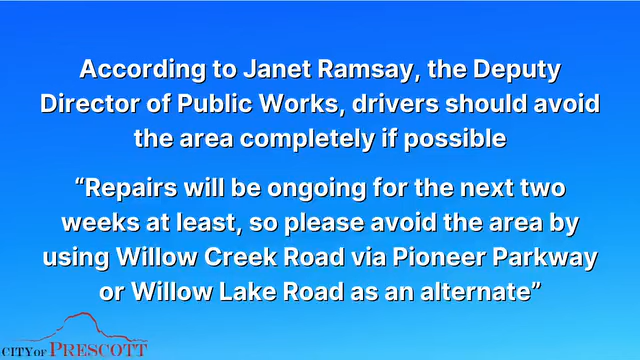 According to Janet Ramsay, the Deputy
Director of Public Works, drivers should avoid
the area completely if possible
“Repairs will be ongoing for the next two
weeks at least, so please avoid the area by
using Willow Creek Road via Pioneer Parkway
or Willow Lake Road as an alternate”
CITY OF PRESCOTT